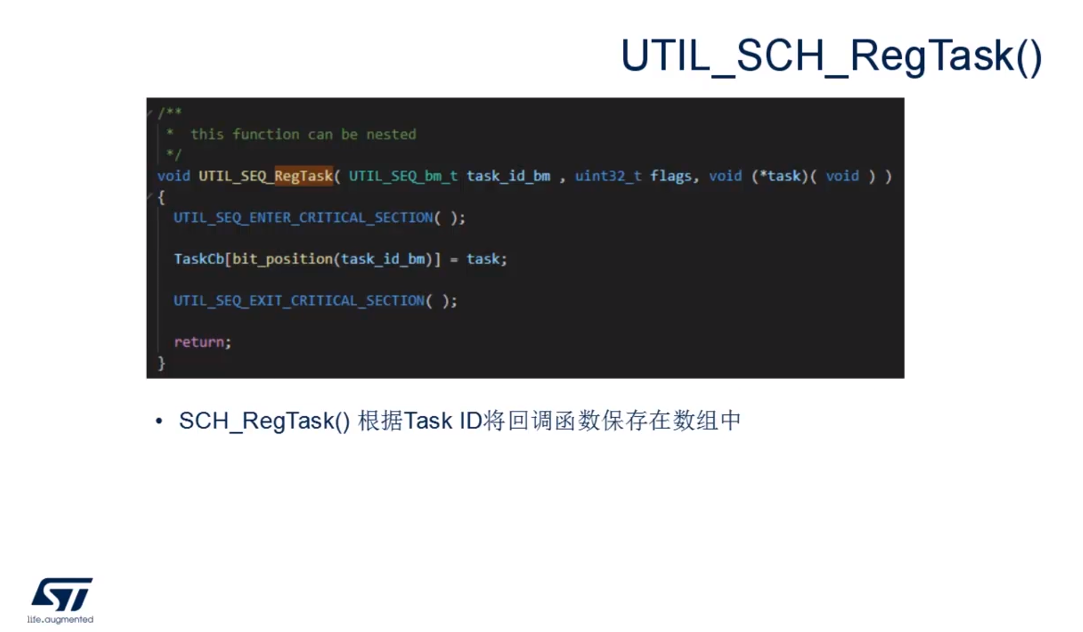 UTIL_SCH_RegTask()
/**
* this function can be nested
*/
void UTIL_SEQ_RegTask( UTIL_SEQ_bm_t task_id_bm , uint32_t flags, void (*task)( void ) )
{
UTIL_SEQ_ENTER_CRITICAL_SECTION( );
TaskCb[bit_position(task_id_bm)] = task;
UTIL_SEQ_EXIT_CRITICAL_SECTION( );
return;
}
• SCH_RegTask() 根据Task ID将回调函数保存在数组中
ST
life.augmented